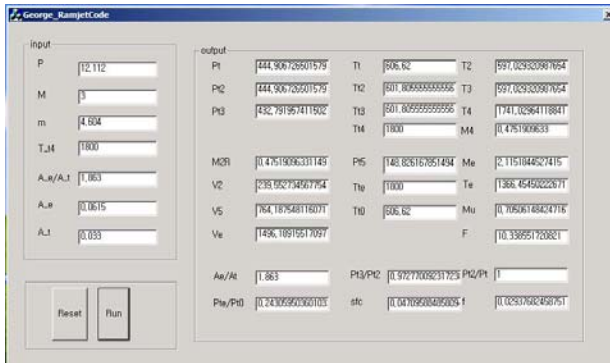 George_RamjetCode
input
P 12,112
M 3
m 4,604
T_t4 1800
A_e/A_t 1,863
A_e 0,0615
A_t 0,033
Reset Run
output
Pt 444,906726501579 Tt 606,62 T2 597,029320987654
Pt2 444,906726501579 Tt2 601,805555555556 T3 597,029320987654
Pt3 432,791957411502 Tt3 601,805555555556 T4 1741,02964118841
Tt4 1800 M4 0,4751909633
M2R 0,47519096331149 Pt5 148,826167851494 Me 2,1151844527415
V2 239,552734567754 Tte 1800 Te 1366,45450222671
V5 764,187548116071 Tt0 606,62 Mu 0,70506148424716
Ve 1496,18915517097 F 10,338551720821
Ae/At 1,863 Pt3/Pt2 0,97277009231723 Pt2/Pt 1
Pte/Pt0 0,24305950360103 sfc 0,04709588485809 f 0,02937682458751